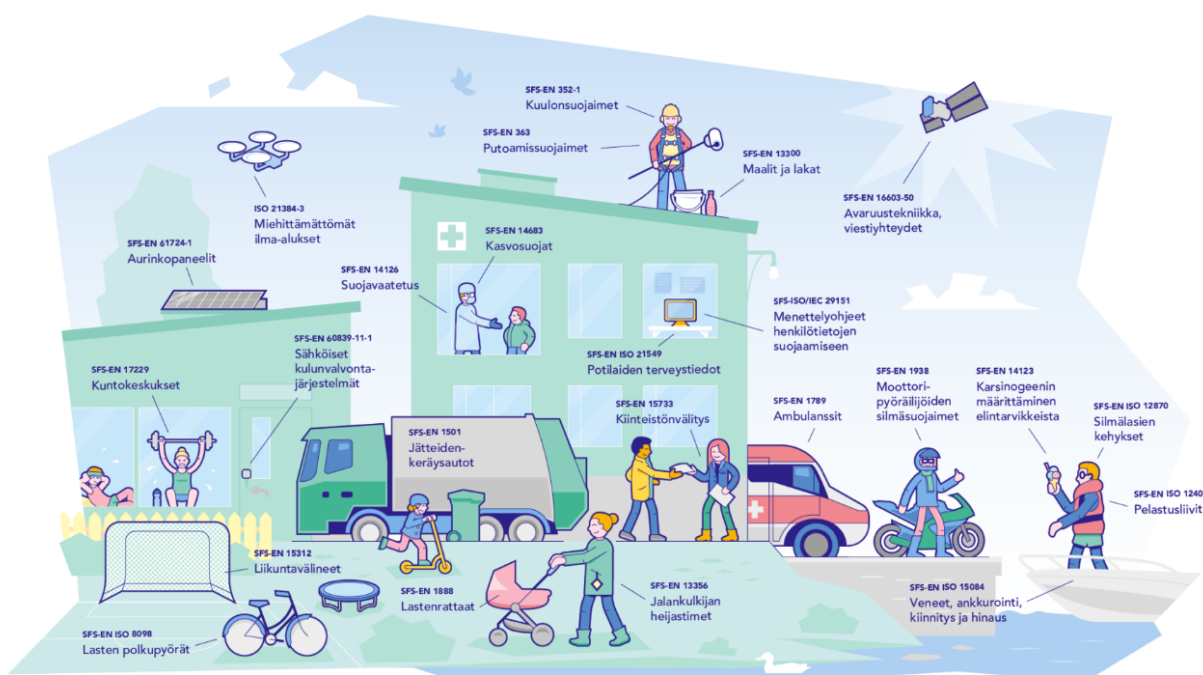 SFS-EN 352-1
Kuulonsuojaimet
SFS-EN 363
Putoamissuojaimet
SFS-EN 13300
Maalit ja lakat
SFS-EN 16603-50
Avaruustekniikka,
viestiyhteydet
ISO 21384-3
Miehittämättömät
ilma-alukset
SFS-EN 61724-1
Aurinkopaneelit
SFS-EN 14683
Kasvosuojat
SFS-EN 14126
Suojavaatetus
SFS-ISO/IEC 29151
Menettelyohjeet
henkilötietojen
suojaamiseen
SFS-EN ISO 21549
Potilaiden terveystiedot
SFS-EN 60839-11-1
Sähköiset
kulunvalvonta-
järjestelmät
SFS-EN 17229
Kuntokeskukset
SFS-EN 1501
Jätteiden-
keräysautot
SFS-EN 15733
Kiinteistönvälitys
SFS-EN 1789
Ambulanssit
SFS-EN 1938
Moottori-
pyöräilijöiden
silmäsuojaimet
SFS-EN 14123
Karsinogeenin
määrittäminen
elintarvikkeista
SFS-EN ISO 12870
Silmälasien
kehykset
SFS-EN ISO 1240
Pelastusliivit
SFS-EN 15312
Liikuntavälineet
SFS-EN 1888
Lastenrattaat
SFS-EN 13356
Jalankulkijan
heijastimet
SFS-EN ISO 15084
Veneet, ankkurointi,
kiinnitys ja hinaus
SFS-EN ISO 8098
Lasten polkupyörät